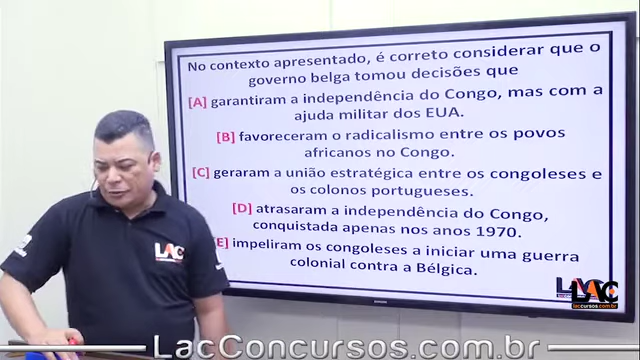 No contexto apresentado, é correto considerar que o
governo belga tomou decisões que
[A] garantiram a independência do Congo, mas com a
ajuda militar dos EUA.
[B] favoreceram o radicalismo entre os povos
africanos no Congo.
[C] geraram a união estratégica entre os congoleses e
os colonos portugueses.
[D] atrasaram a independência do Congo,
conquistada apenas nos anos 1970.
E] impeliram os congoleses a iniciar uma guerra
colonial contra a Bélgica.
LAC
LAC
laccursos.com.br
LacConcursos.com.br